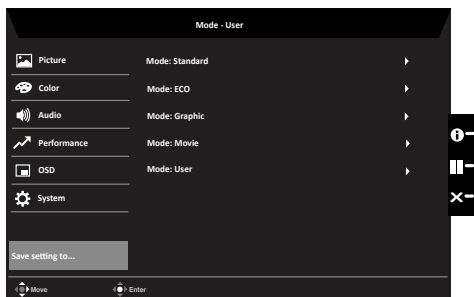 Mode - User
Picture
Mode: Standard
Color
Mode: ECO
Audio
Mode: Graphic
Performance
Mode: Movie
OSD
Mode: User
System
Save setting to...
Move
Enter